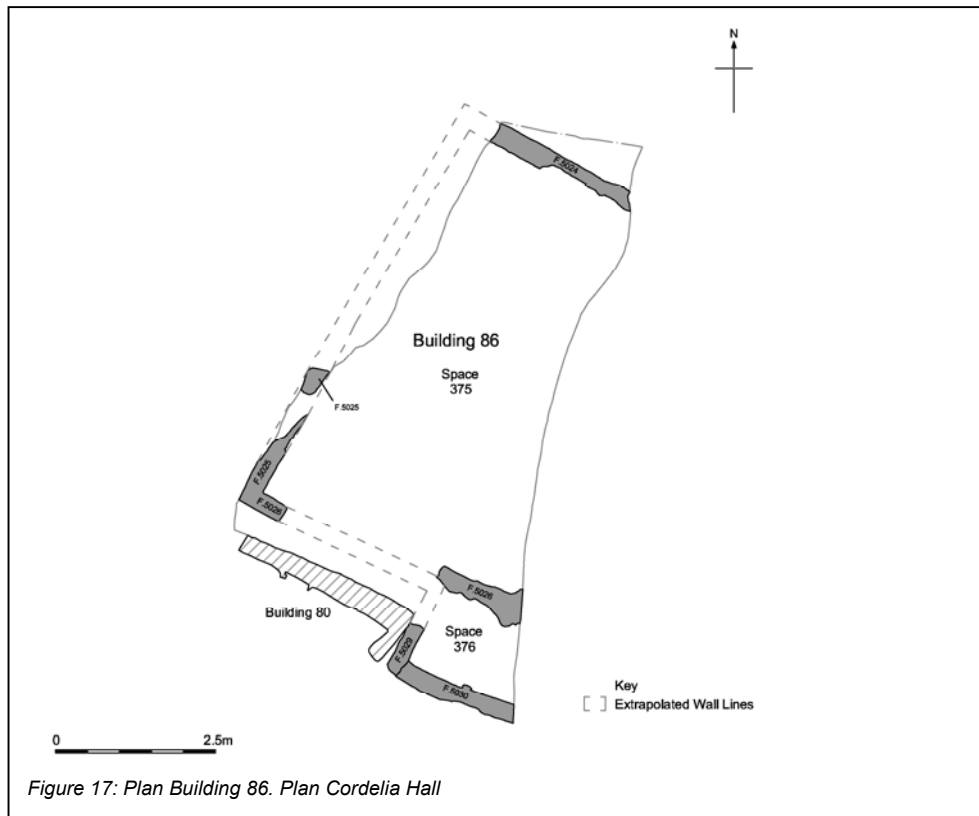 N
F.5024
Building 86
Space
375
F.5025
F.5025
F.5026
F.5026
Building 80
Space
376
F.5029
F.5030
Key
Extrapolated Wall Lines
0
2.5m
Figure 17: Plan Building 86. Plan Cordelia Hall